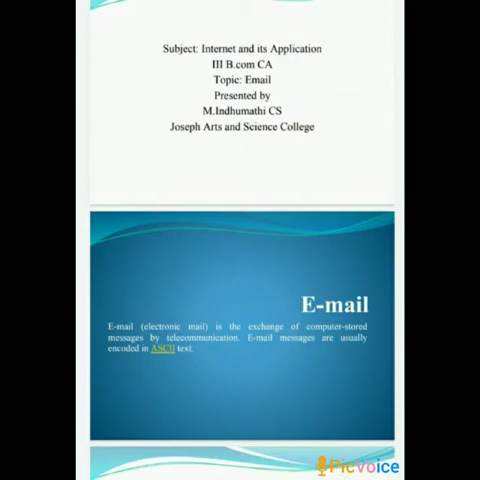 Subject: Internet and its Application
III B.com CA
Topic: Email
Presented by
M.Indhumathi CS
Joseph Arts and Science College
E-mail
E-mail (electronic mail) is the exchange of computer-stored
messages by telecommunication. E-mail messages are usually
encoded in ASCII text.
Picvoice